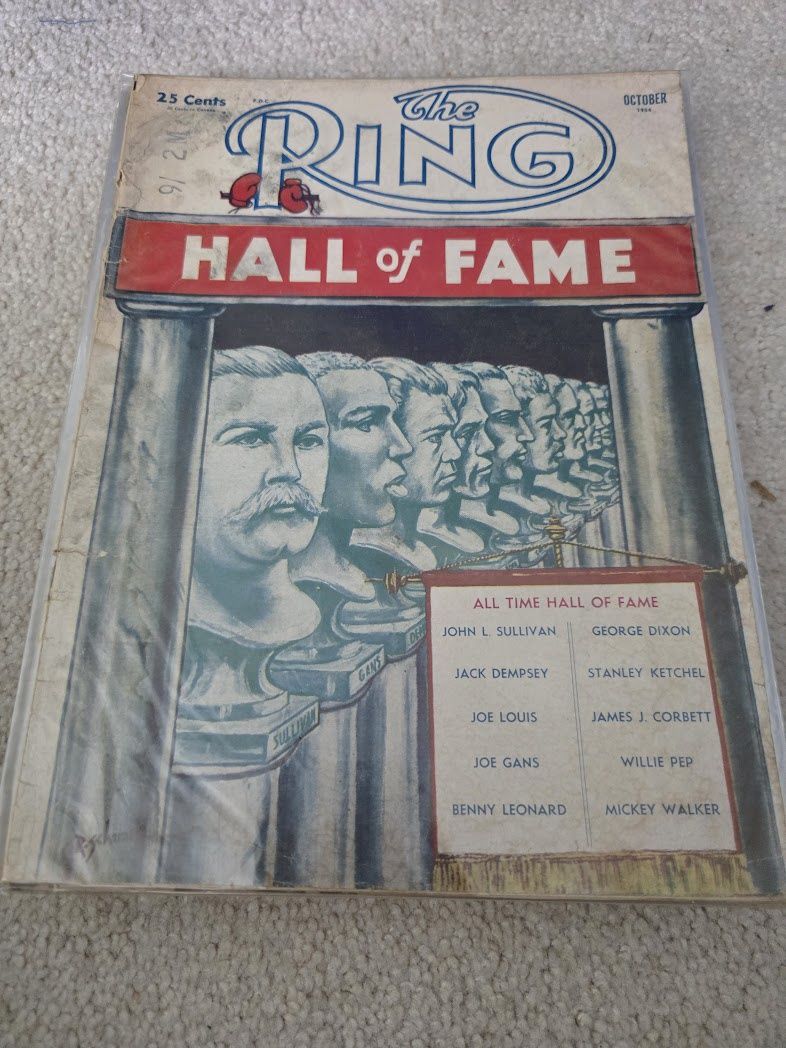 25 Cents
F.D.C.
The
RING
OCTOBER
1954
HALL of FAME
SULLIVAN
GANS
ALL TIME HALL OF FAME
JOHN L. SULLIVAN GEORGE DIXON
JACK DEMPSEY STANLEY KETCHEL
JOE LOUIS JAMES J. CORBETT
JOE GANS WILLIE PEP
BENNY LEONARD MICKEY WALKER